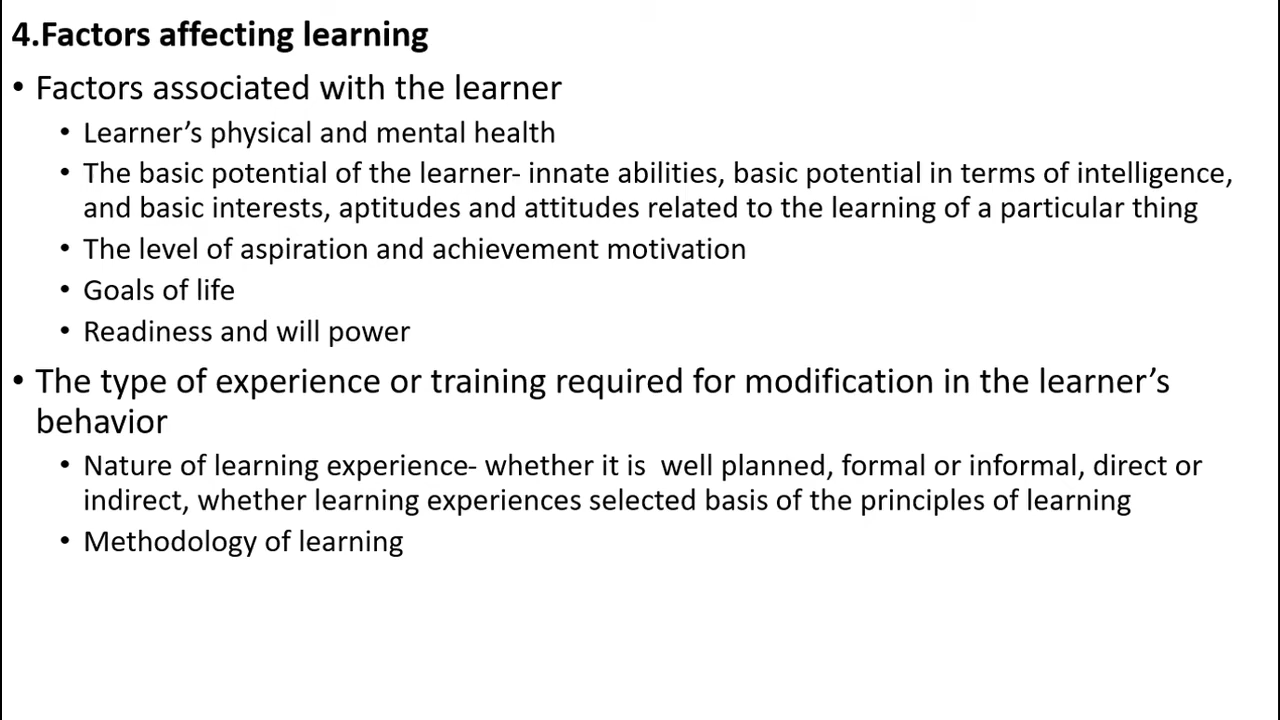 4.Factors affecting learning
• Factors associated with the learner
• Learner’s physical and mental health
• The basic potential of the learner- innate abilities, basic potential in terms of intelligence,
and basic interests, aptitudes and attitudes related to the learning of a particular thing
• The level of aspiration and achievement motivation
• Goals of life
• Readiness and will power
• The type of experience or training required for modification in the learner’s
behavior
• Nature of learning experience- whether it is  well planned, formal or informal, direct or
indirect, whether learning experiences selected basis of the principles of learning
• Methodology of learning